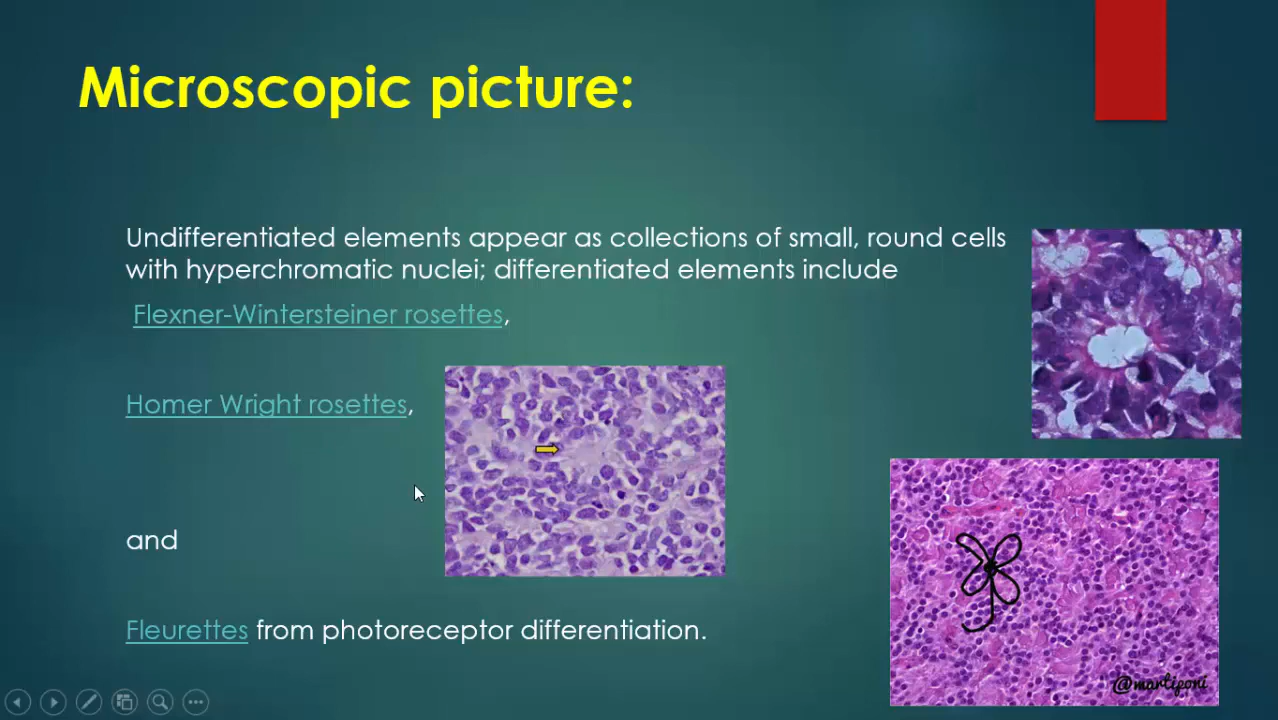 Microscopic picture:
Undifferentiated elements appear as collections of small, round cells
with hyperchromatic nuclei; differentiated elements include
Flexner-Wintersteiner rosettes,
Homer Wright rosettes,
and
Fleurettes from photoreceptor differentiation.
@martiponi